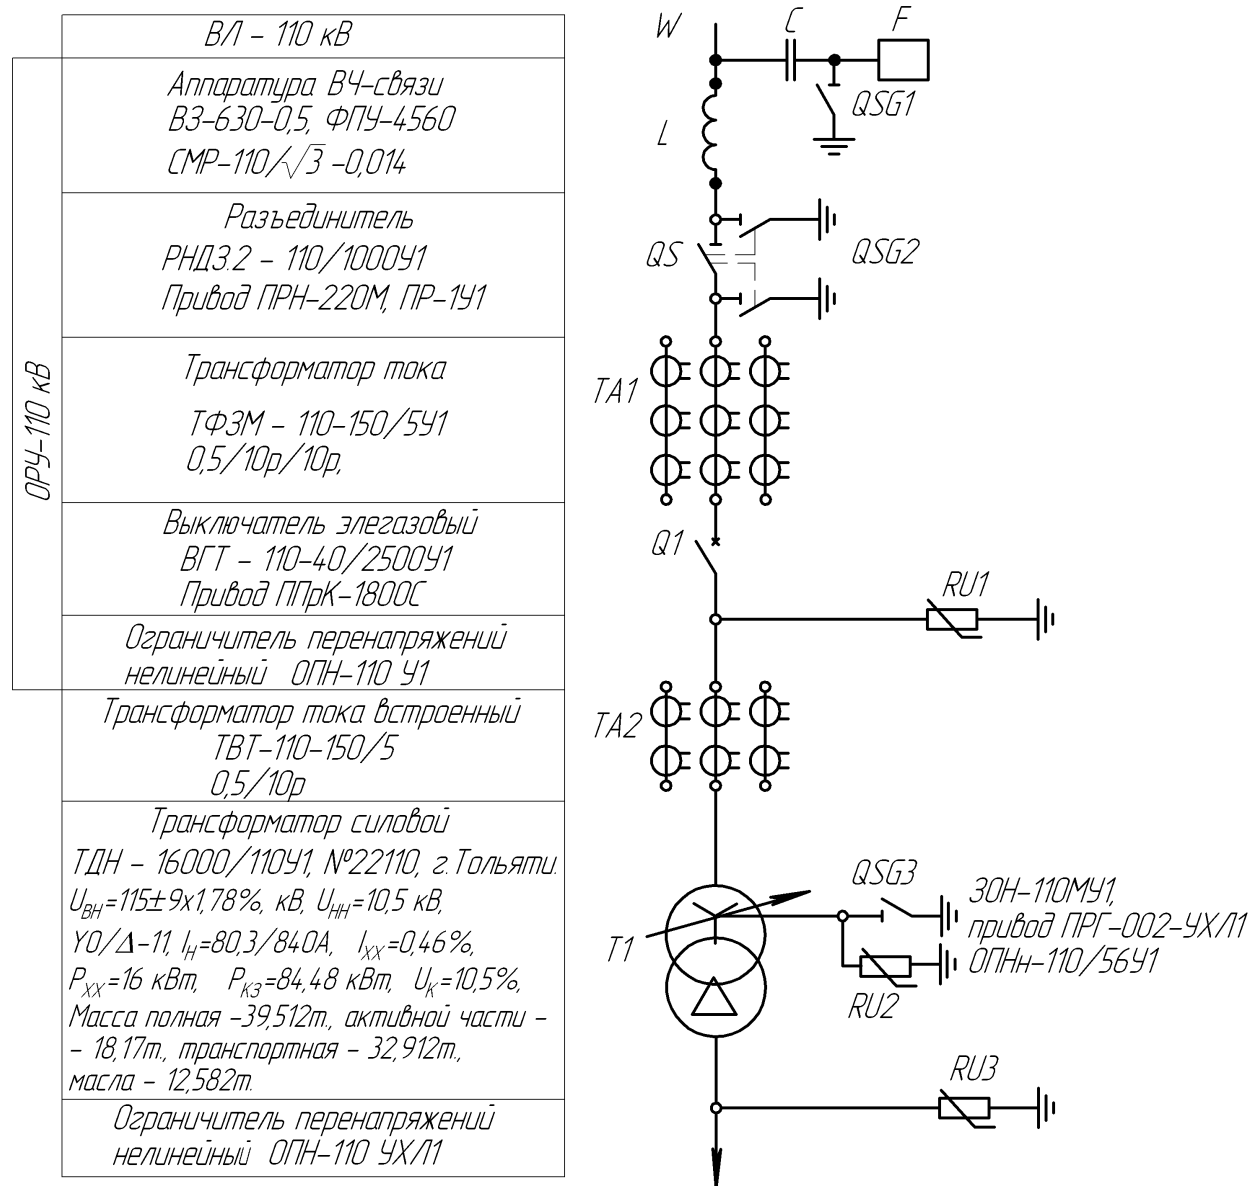 ВЛ – 110 кВ
ОРУ–110 кВ
Аппаратура ВЧ–связи
ВЗ–630–0,5, ФПУ–4560
СМР–110/√3 –0,014
Разъединитель
РНДЗ.2 – 110/1000У1
Привод ПРН–220М, ПР–1У1
Трансформатор тока
ТФЗМ – 110–150/5У1
0,5/10р/10р,
Выключатель элегазовый
ВГТ – 110–40/2500У1
Привод ППрК–1800С
Ограничитель перенапряжений
нелинейный ОПН–110 У1
Трансформатор тока встроенный
ТВТ–110–150/5
0,5/10р
Трансформатор силовой
ТДН – 16000/110У1, №22110, г.Тольяти.
UВН=115±9х1,78%, кВ, UНН=10,5 кВ,
Y0/Δ–11, IН=80,3/840А, IХХ=0,46%,
РХХ=16 кВт, РКЗ=84,48 кВт, UК=10,5%,
Масса полная –39,512т., активной части –
– 18,17т., транспортная – 32,912т.,
масла – 12,582т.
Ограничитель перенапряжений
нелинейный ОПН–110 УХЛ1
W
C
F
QSG1
L
QS
QSG2
TA1
Q1
RU1
TA2
QSG3
ЗОН–110МУ1,
привод ПРГ–002–УХЛ1
ОПНн–110/56У1
T1
RU2
RU3